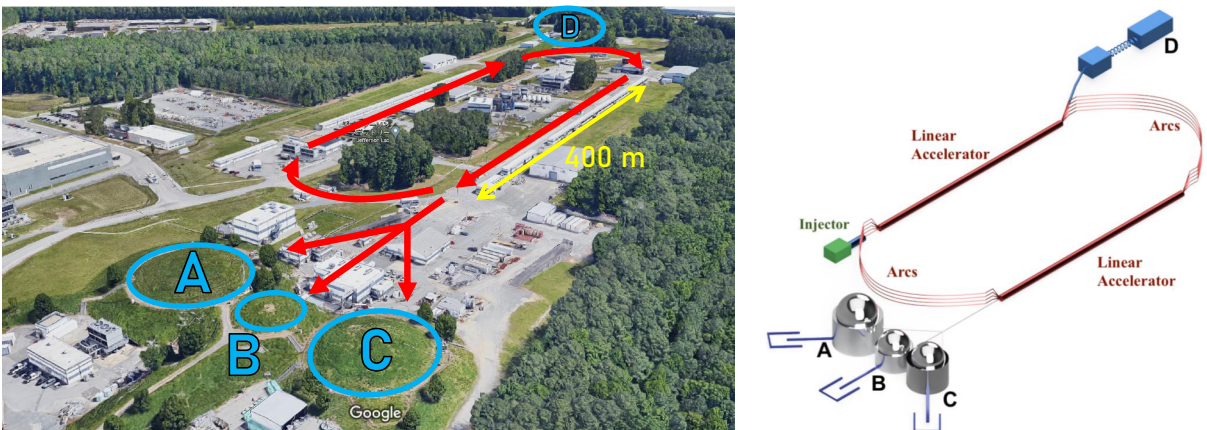 D
400 m
A
B
C
Google
D
Linear
Accelerator
Arcs
Injector
Arcs
Linear
Accelerator
A
B
C